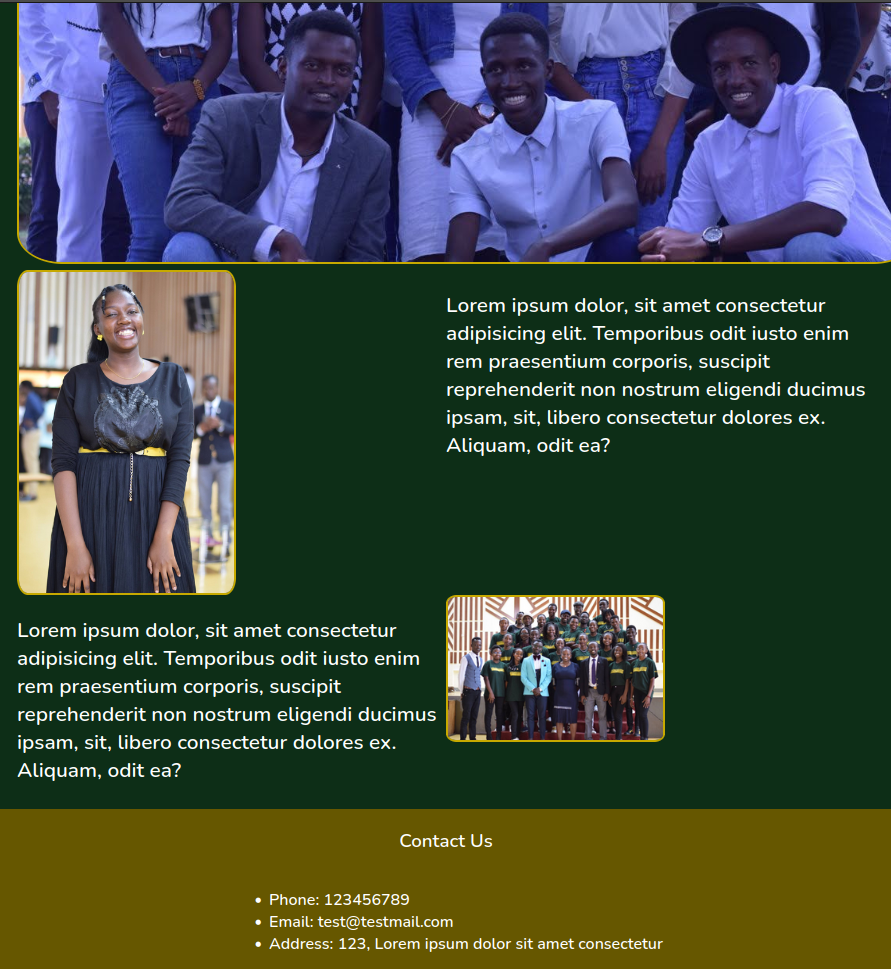 Lorem ipsum dolor, sit amet consectetur
adipisicing elit. Temporibus odit iusto enim
rem praesentium corporis, suscipit
reprehenderit non nostrum eligendi ducimus
ipsam, sit, libero consectetur dolores ex.
Aliquam, odit ea?
Lorem ipsum dolor, sit amet consectetur
adipisicing elit. Temporibus odit iusto enim
rem praesentium corporis, suscipit
reprehenderit non nostrum eligendi ducimus
ipsam, sit, libero consectetur dolores ex.
Aliquam, odit ea?
Contact Us
• Phone: 123456789
• Email: test@testmail.com
• Address: 123, Lorem ipsum dolor sit amet consectetur